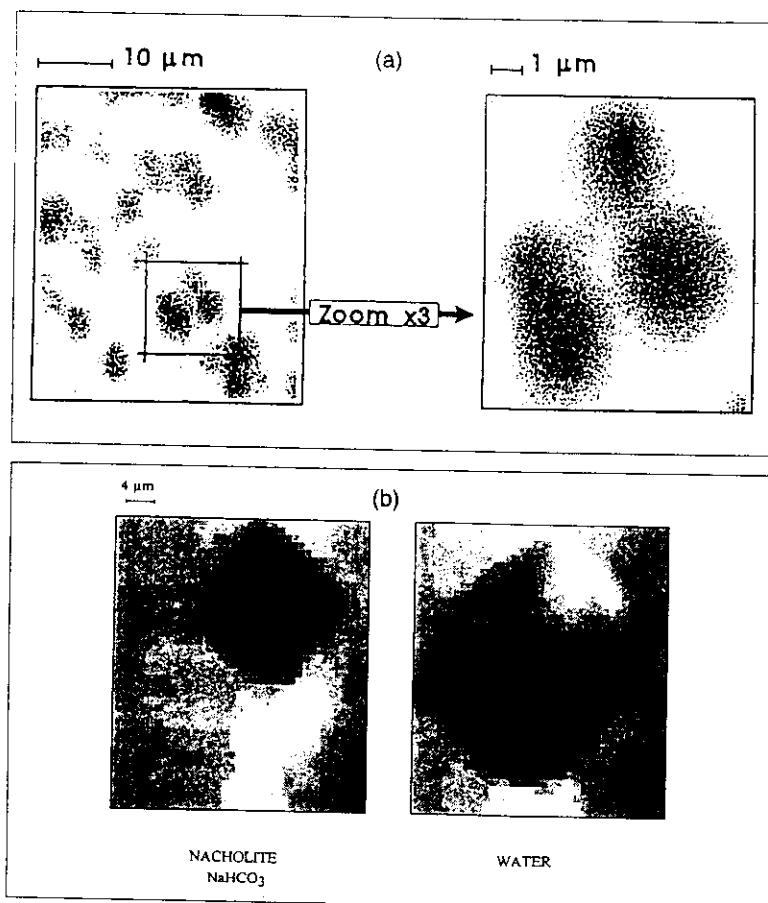 (a)
10 µm
1 µm
Zoom x3
(b)
4 µm
NACHOLITE
NaHCO3
WATER